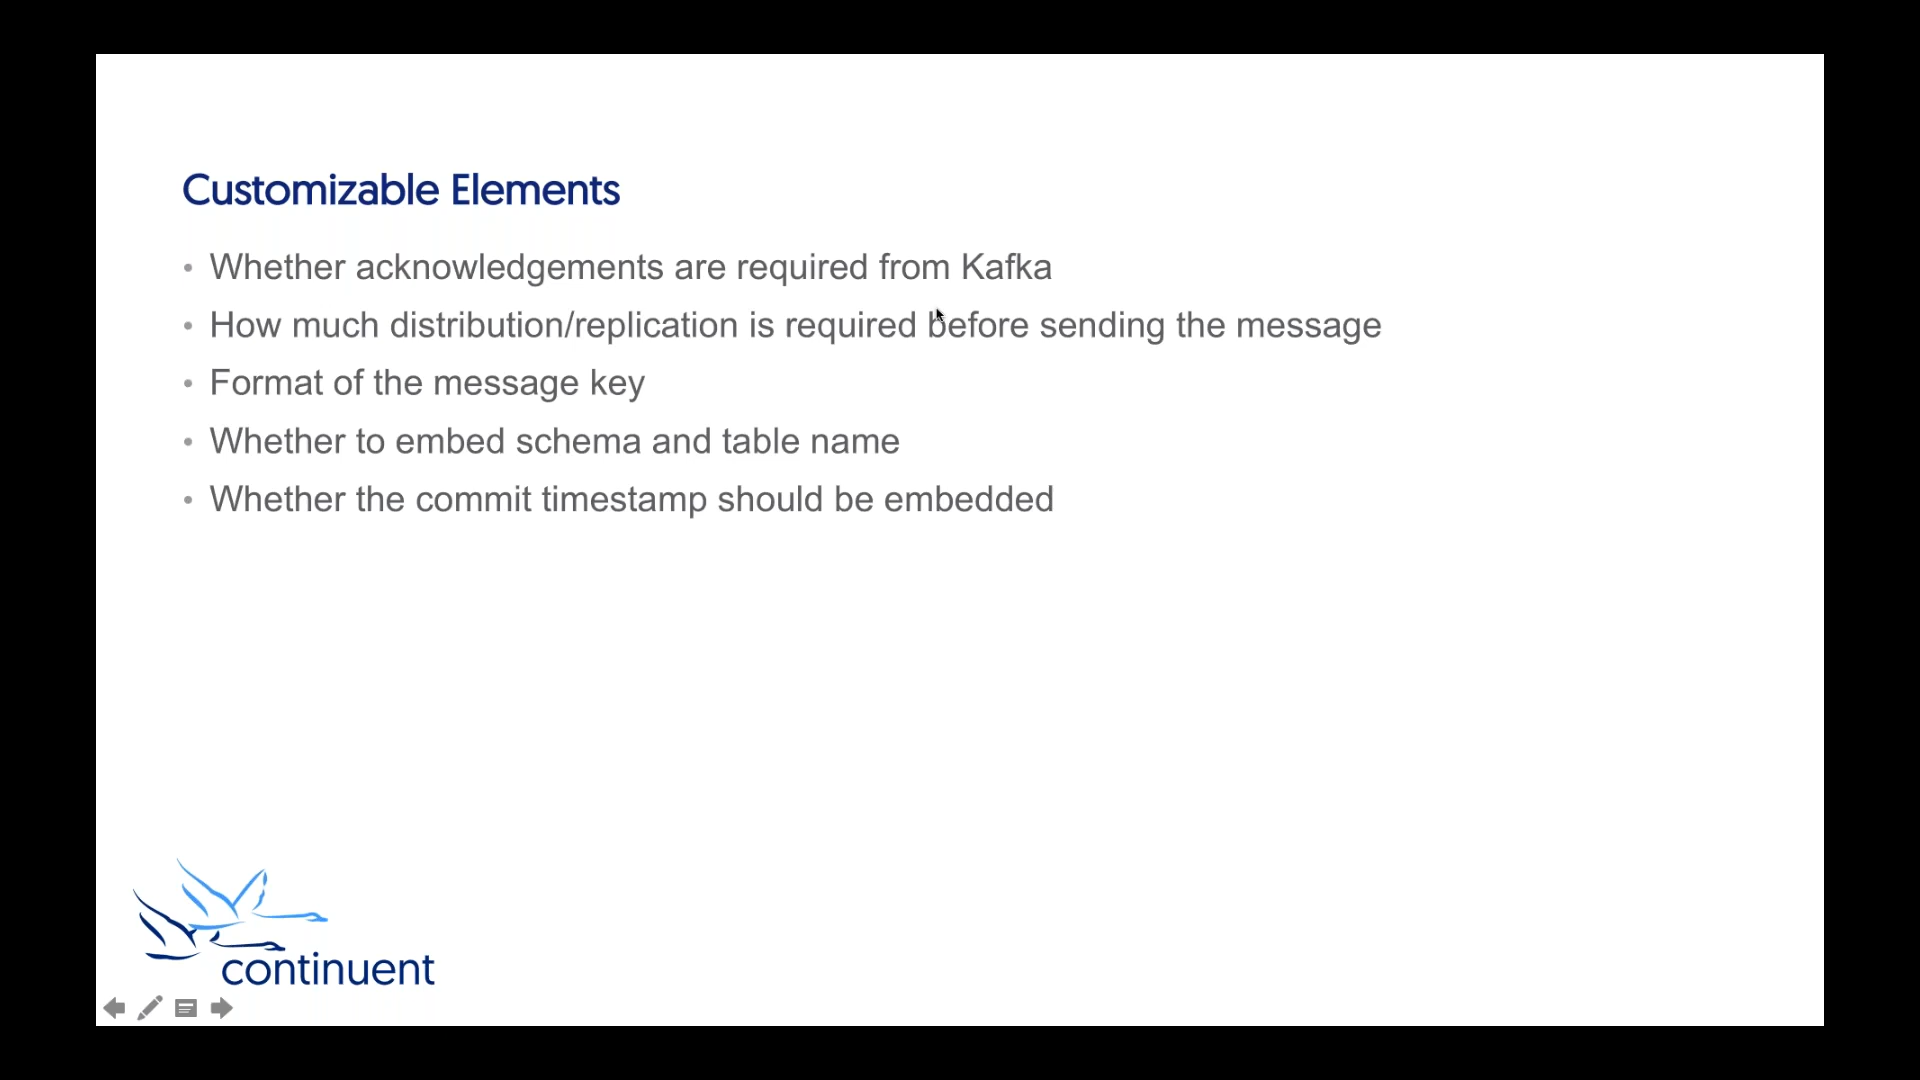 Customizable Elements
• Whether acknowledgements are required from Kafka
• How much distribution/replication is required before sending the message
• Format of the message key
• Whether to embed schema and table name
• Whether the commit timestamp should be embedded
continuent